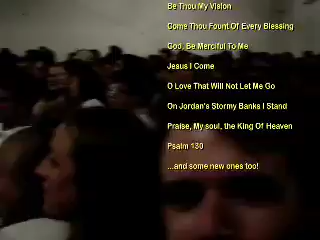 Be Thou My Vision
Come Thou Fount Of Every Blessing
God, Be Merciful To Me
Jesus I Come
O Love That Will Not Let Me Go
On Jordan's Stormy Banks I Stand
Praise, My soul, the King Of Heaven
Psalm 130
...and some new ones too!